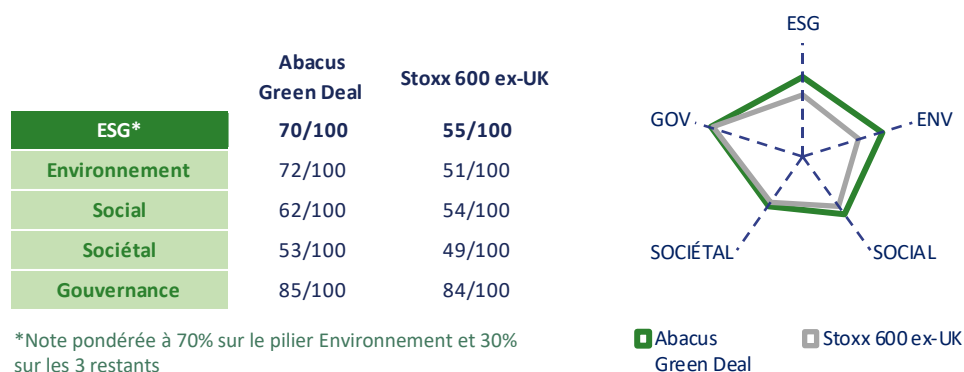 Abacus
Green Deal
Stoxx 600 ex-UK
ESG* 70/100 55/100
Environnement 72/100 51/100
Social 62/100 54/100
Sociétal 53/100 49/100
Gouvernance 85/100 84/100
*Note pondérée à 70% sur le pilier Environnement et 30%
sur les 3 restants
ESG
GOV
ENV
SOCIÉTAL
SOCIAL
Abacus
Green Deal
Stoxx 600 ex-UK